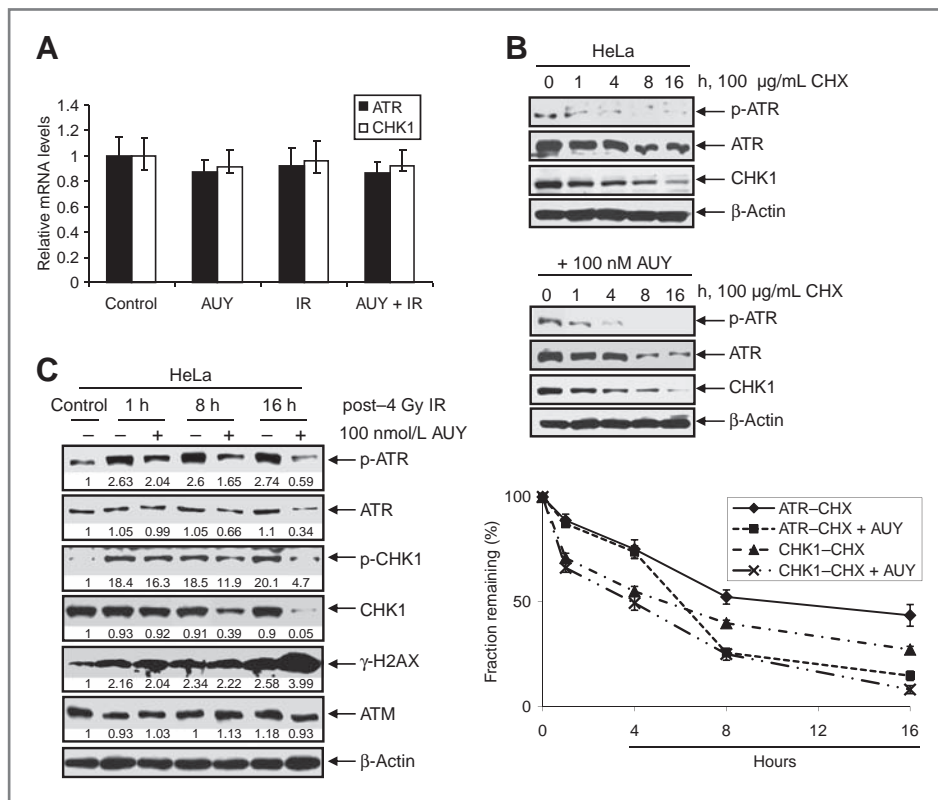 A
1.4
1.2
1
0.8
0.6
0.4
0.2
0
Relative mRNA levels
ATR
CHK1
Control AUY IR AUY + IR
B
HeLa
0 1 4 8 16 h, 100 µg/mL CHX
p-ATR
ATR
CHK1
β-Actin
+ 100 nM AUY
0 1 4 8 16 h, 100 µg/mL CHX
p-ATR
ATR
CHK1
β-Actin
100
50
0
Fraction remaining (%)
ATR–CHX
ATR–CHX + AUY
CHK1–CHX
CHK1–CHX + AUY
0 4 8 12 16
Hours
C
HeLa
Control 1 h 8 h 16 h post–4 Gy IR
– – + – + – + 100 nmol/L AUY
p-ATR
1 2.63 2.04 2.6 1.65 2.74 0.59
ATR
1 1.05 0.99 1.05 0.66 1.1 0.34
p-CHK1
1 18.4 16.3 18.5 11.9 20.1 4.7
CHK1
1 0.93 0.92 0.91 0.39 0.9 0.05
γ-H2AX
1 2.16 2.04 2.34 2.22 2.58 3.99
ATM
1 0.93 1.03 1 1.13 1.18 0.93
β-Actin